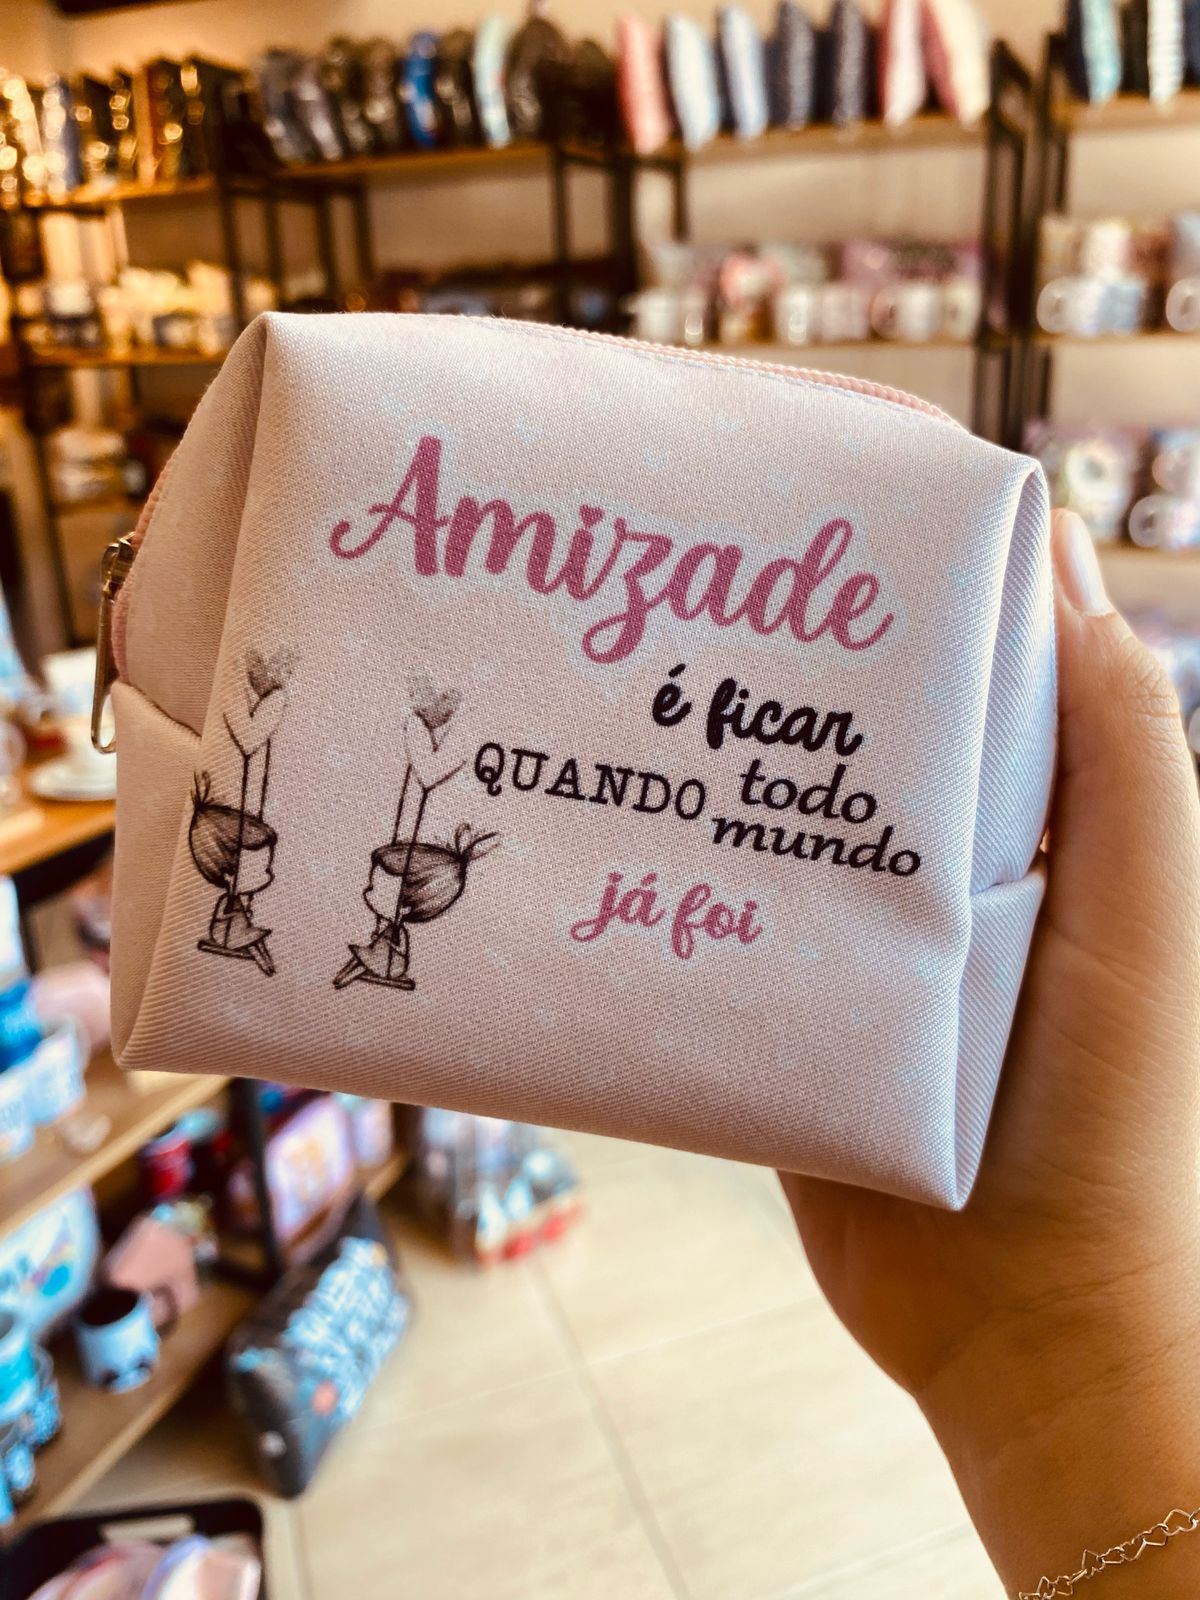 Amizade
é ficar
QUANDO todo
mundo
já foi